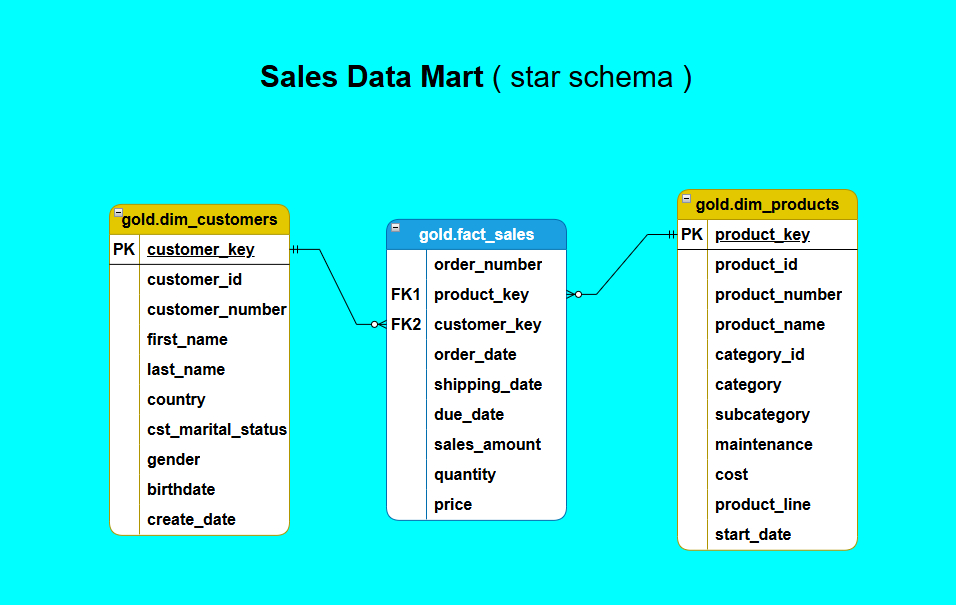 Sales Data Mart ( star schema )
gold.dim_customers
PK customer_key
customer_id
customer_number
first_name
last_name
country
cst_marital_status
gender
birthdate
create_date
gold.fact_sales
order_number
FK1 product_key
FK2 customer_key
order_date
shipping_date
due_date
sales_amount
quantity
price
gold.dim_products
PK product_key
product_id
product_number
product_name
category_id
category
subcategory
maintenance
cost
product_line
start_date